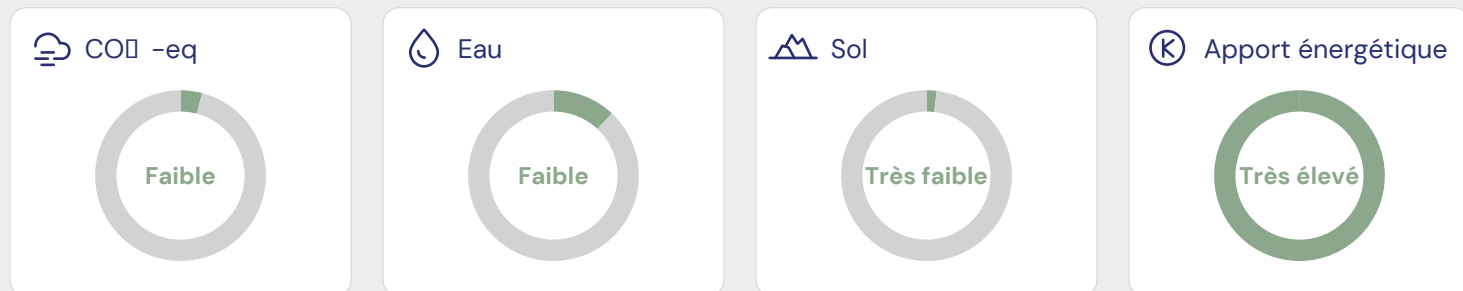 CO▯ -eq
Eau
Sol
Apport énergétique
Faible
Faible
Très faible
Très élevé